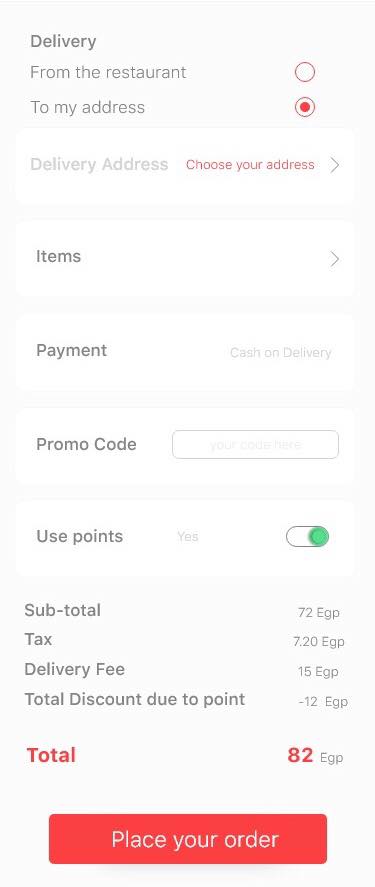 Delivery
From the restaurant
To my address
Delivery Address Choose your address
Items
Payment Cash on Delivery
Promo Code your code here
Use points Yes
Sub-total 72 Egp
Tax 7.20 Egp
Delivery Fee 15 Egp
Total Discount due to point -12 Egp
Total 82 Egp
Place your order